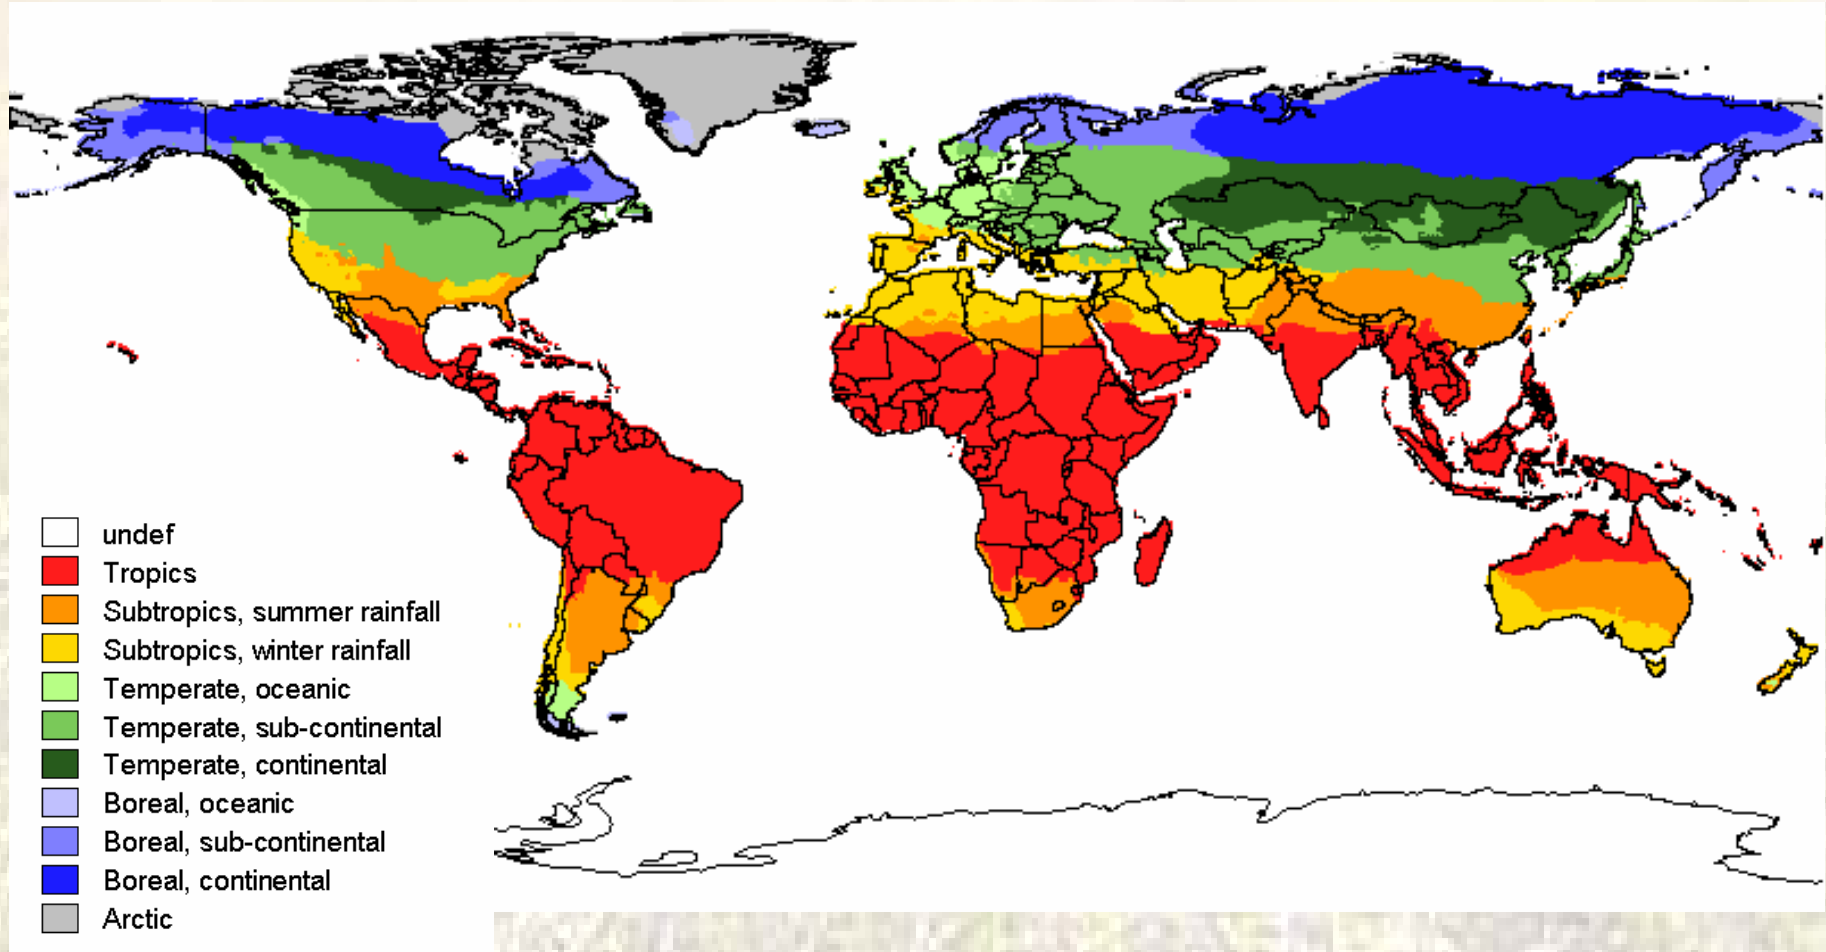 undef
Tropics
Subtropics, summer rainfall
Subtropics, winter rainfall
Temperate, oceanic
Temperate, sub-continental
Temperate, continental
Boreal, oceanic
Boreal, sub-continental
Boreal, continental
Arctic